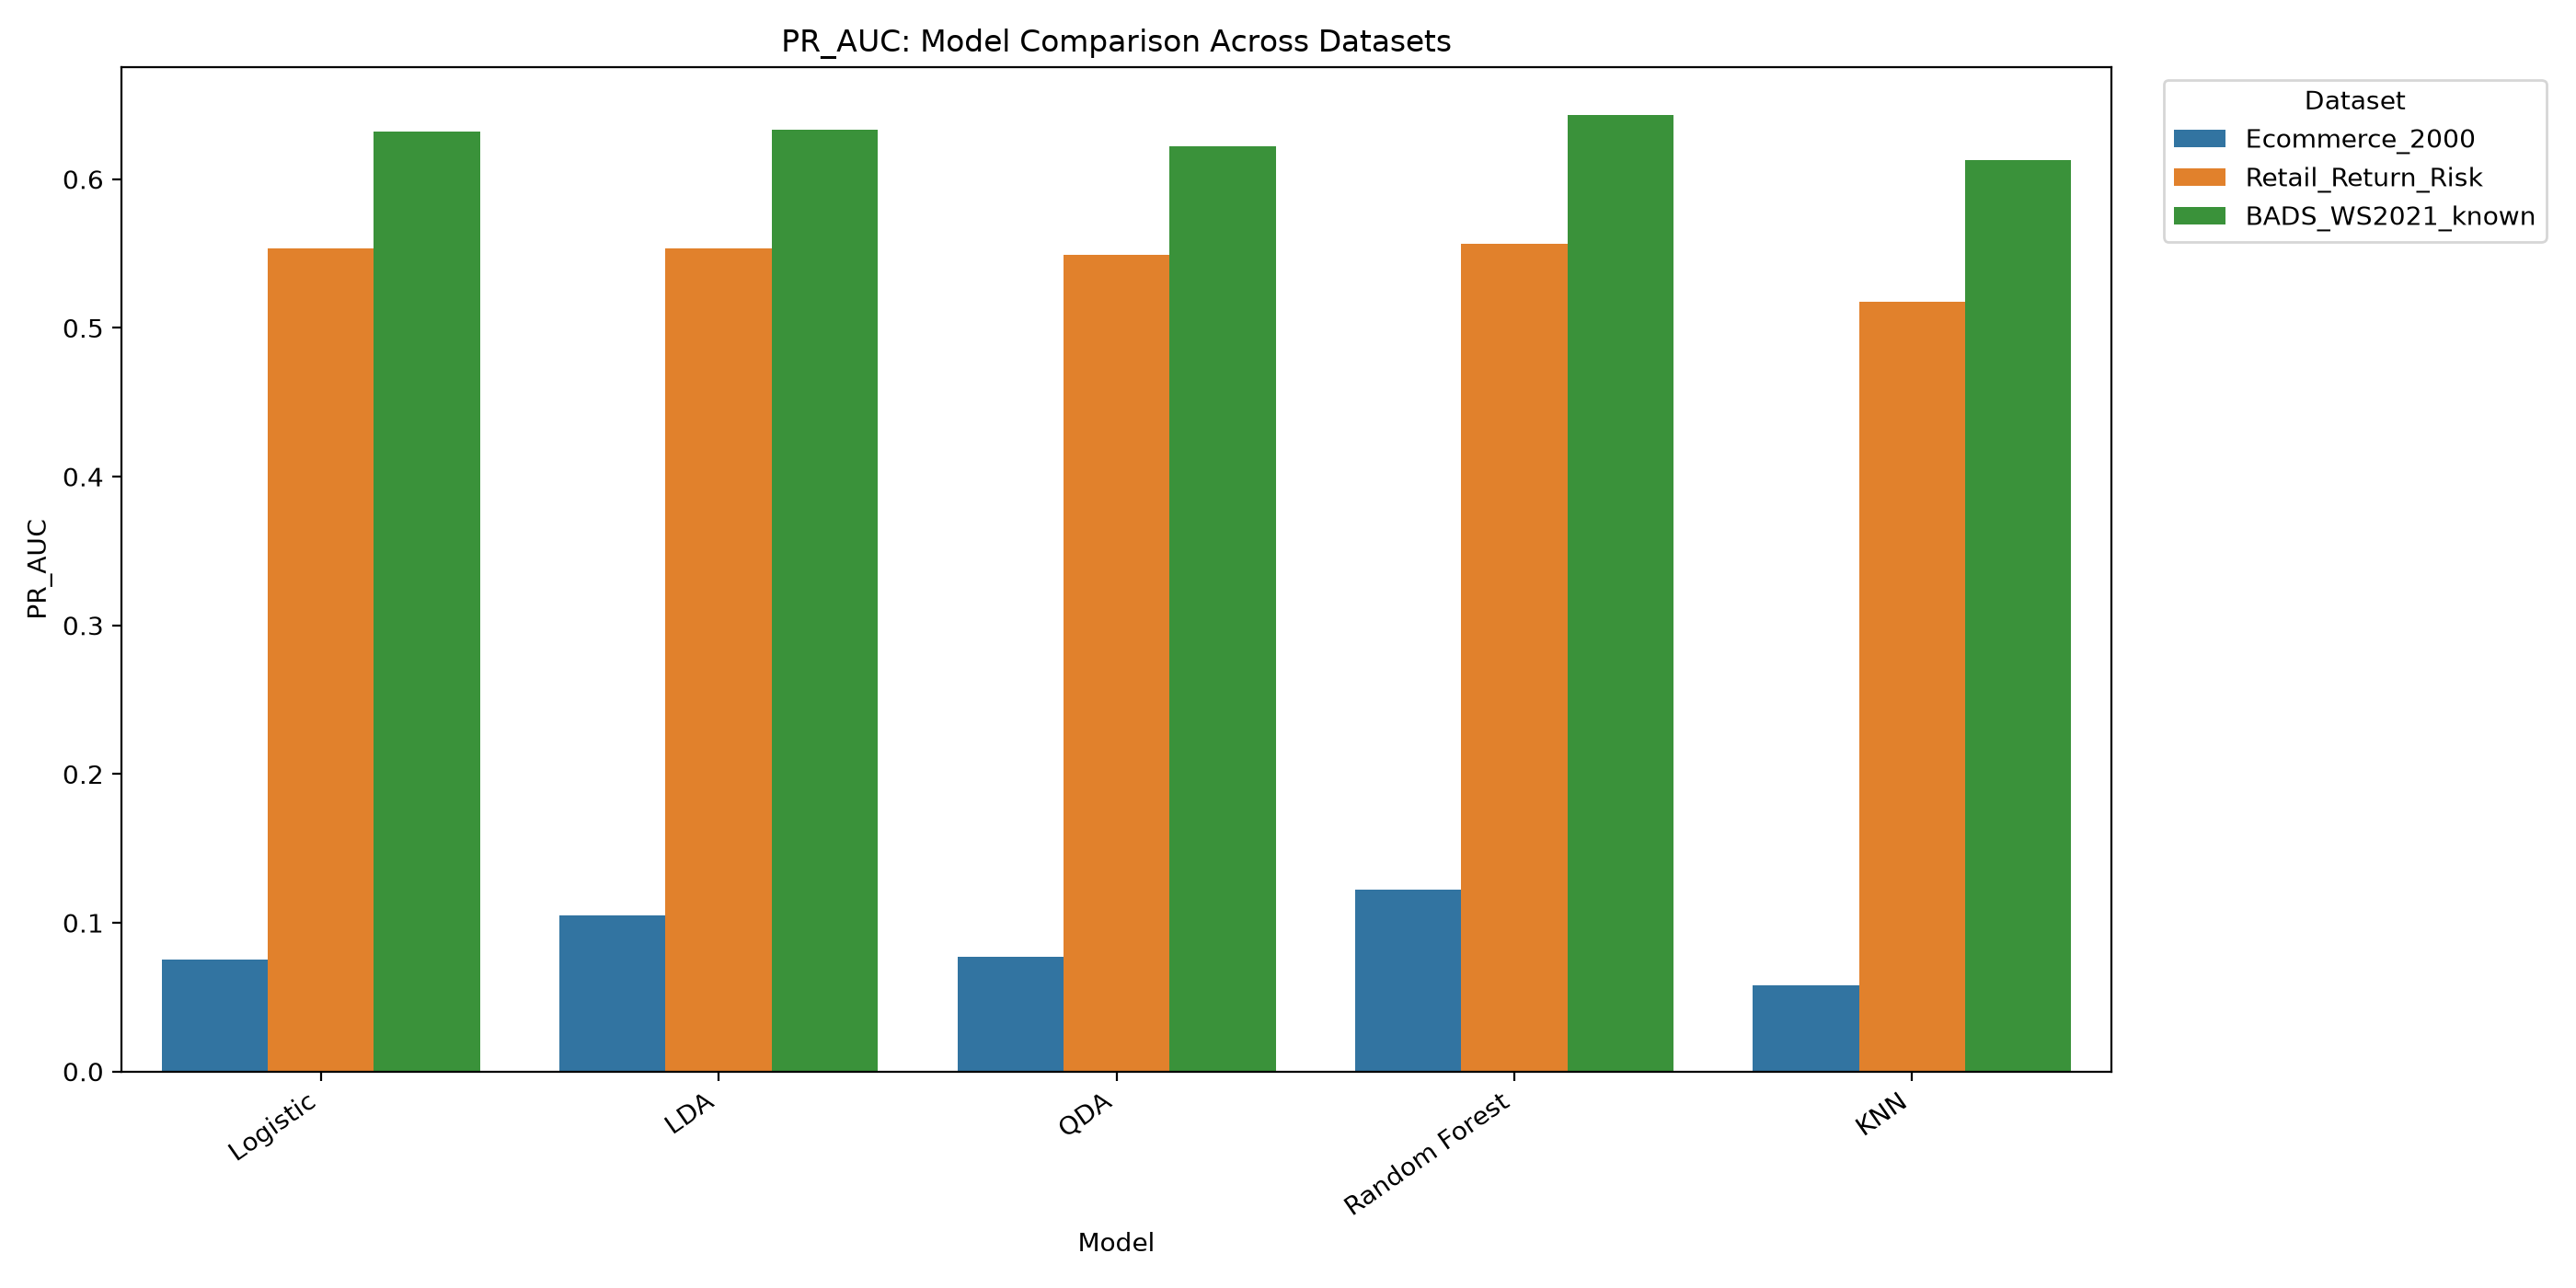 PR_AUC: Model Comparison Across Datasets
Dataset
Ecommerce_2000
Retail_Return_Risk
BADS_WS2021_known
PR_AUC
0.6
0.5
0.4
0.3
0.2
0.1
0.0
Logistic
LDA
QDA
Random Forest
KNN
Model